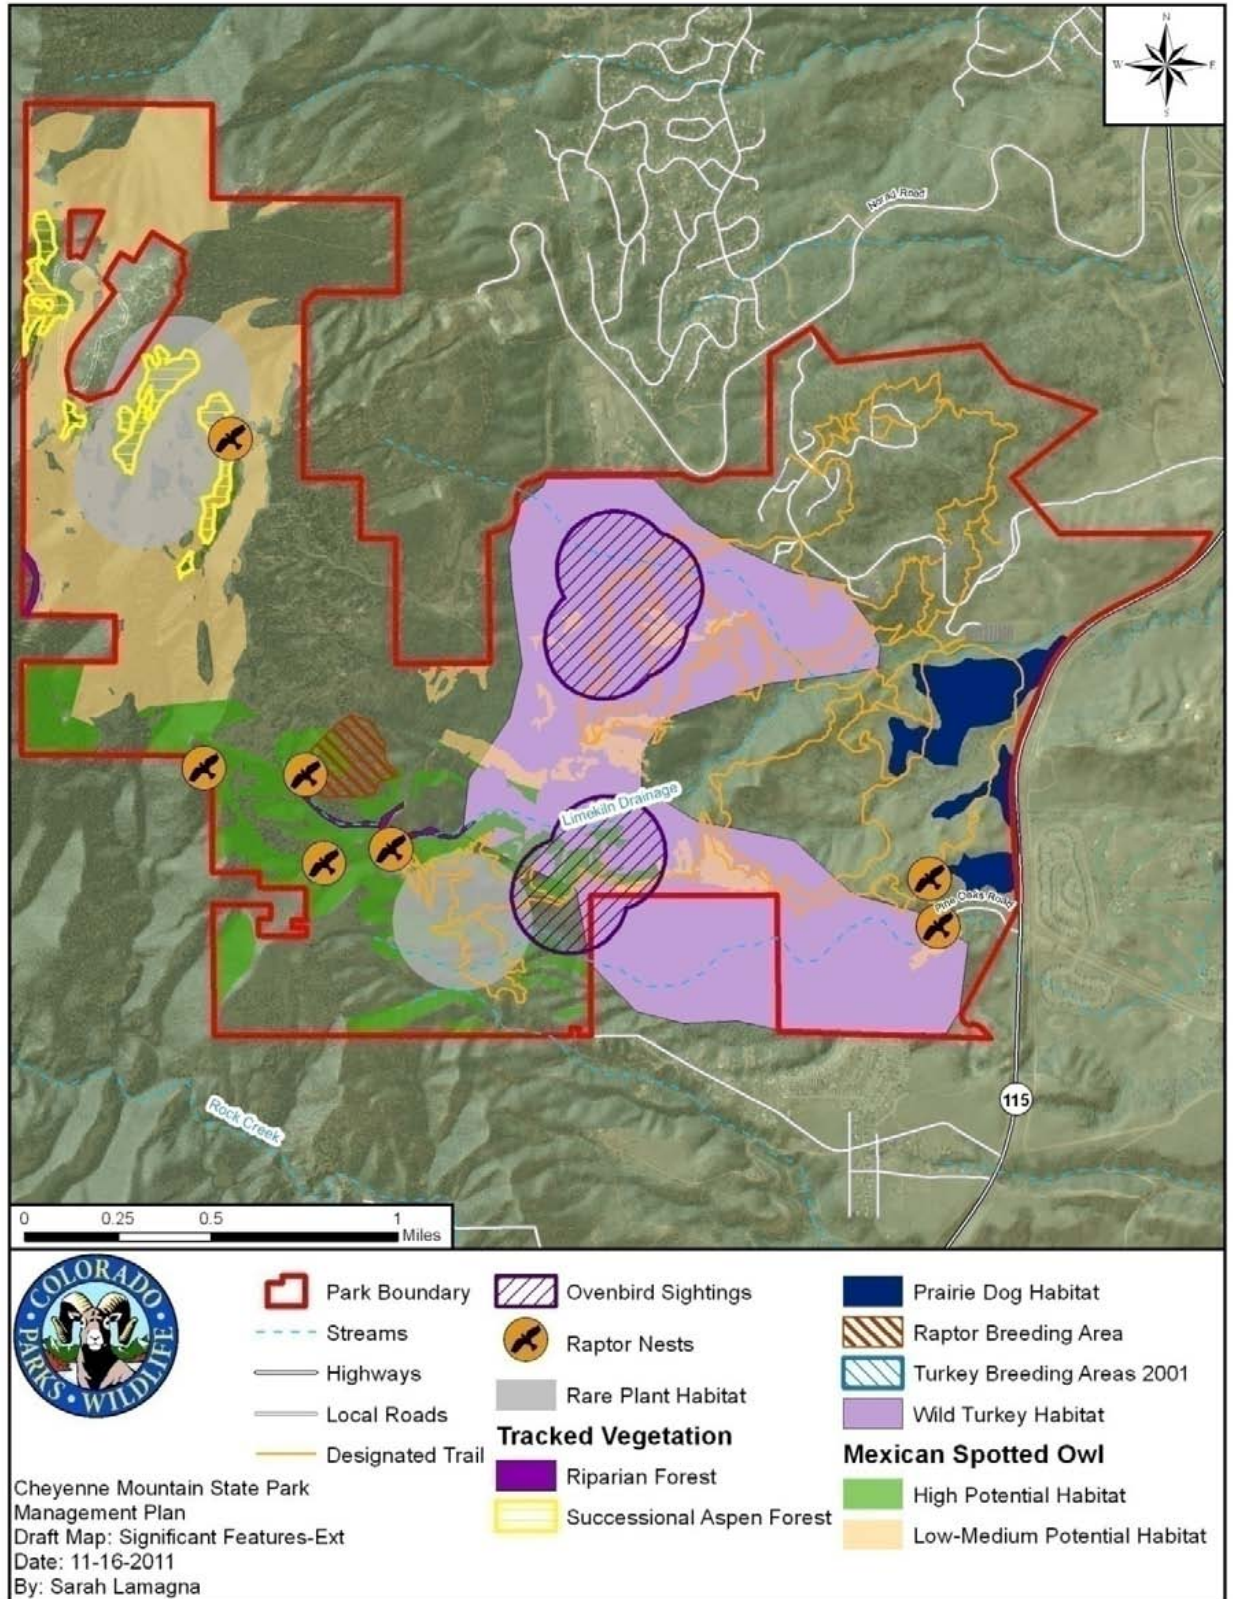 N
W E
S
Norad Road
Limekiln Drainage
Pine Oaks Road
115
Rock Creek
0 0.25 0.5 1
Miles
COLORADO
PARKS • WILDLIFE
Park Boundary
Streams
Highways
Local Roads
Designated Trail
Ovenbird Sightings
Raptor Nests
Rare Plant Habitat
Tracked Vegetation
Riparian Forest
Successional Aspen Forest
Prairie Dog Habitat
Raptor Breeding Area
Turkey Breeding Areas 2001
Wild Turkey Habitat
Mexican Spotted Owl
High Potential Habitat
Low-Medium Potential Habitat
Cheyenne Mountain State Park
Management Plan
Draft Map: Significant Features-Ext
Date: 11-16-2011
By: Sarah Lamagna